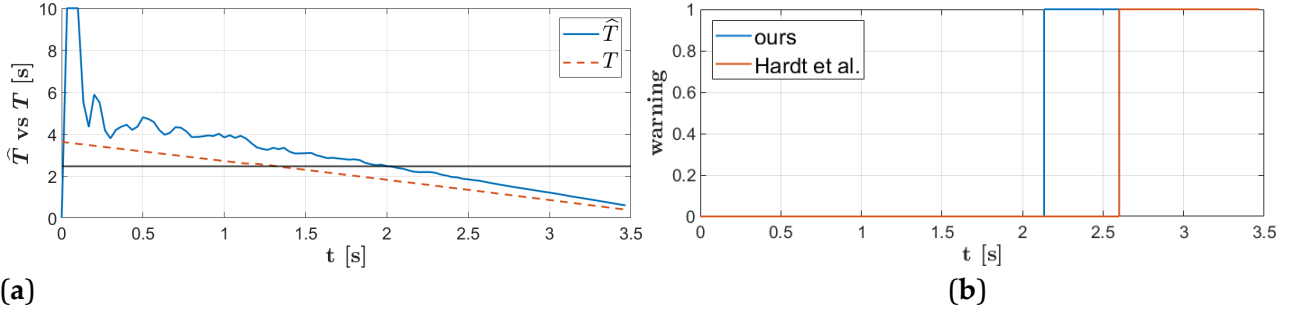 10
8
6
4
2
0
T̂ vs T [s]
T̂
T
0 0.5 1 1.5 2 2.5 3 3.5
t [s]
(a)
1
0.8
0.6
0.4
0.2
0
warning
ours
Hardt et al.
0 0.5 1 1.5 2 2.5 3 3.5
t [s]
(b)